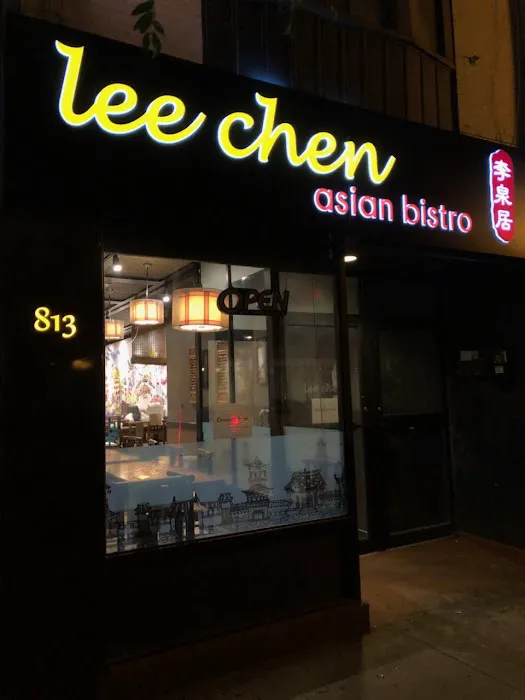 lee chen
asian bistro
李泉居
813
OPEN